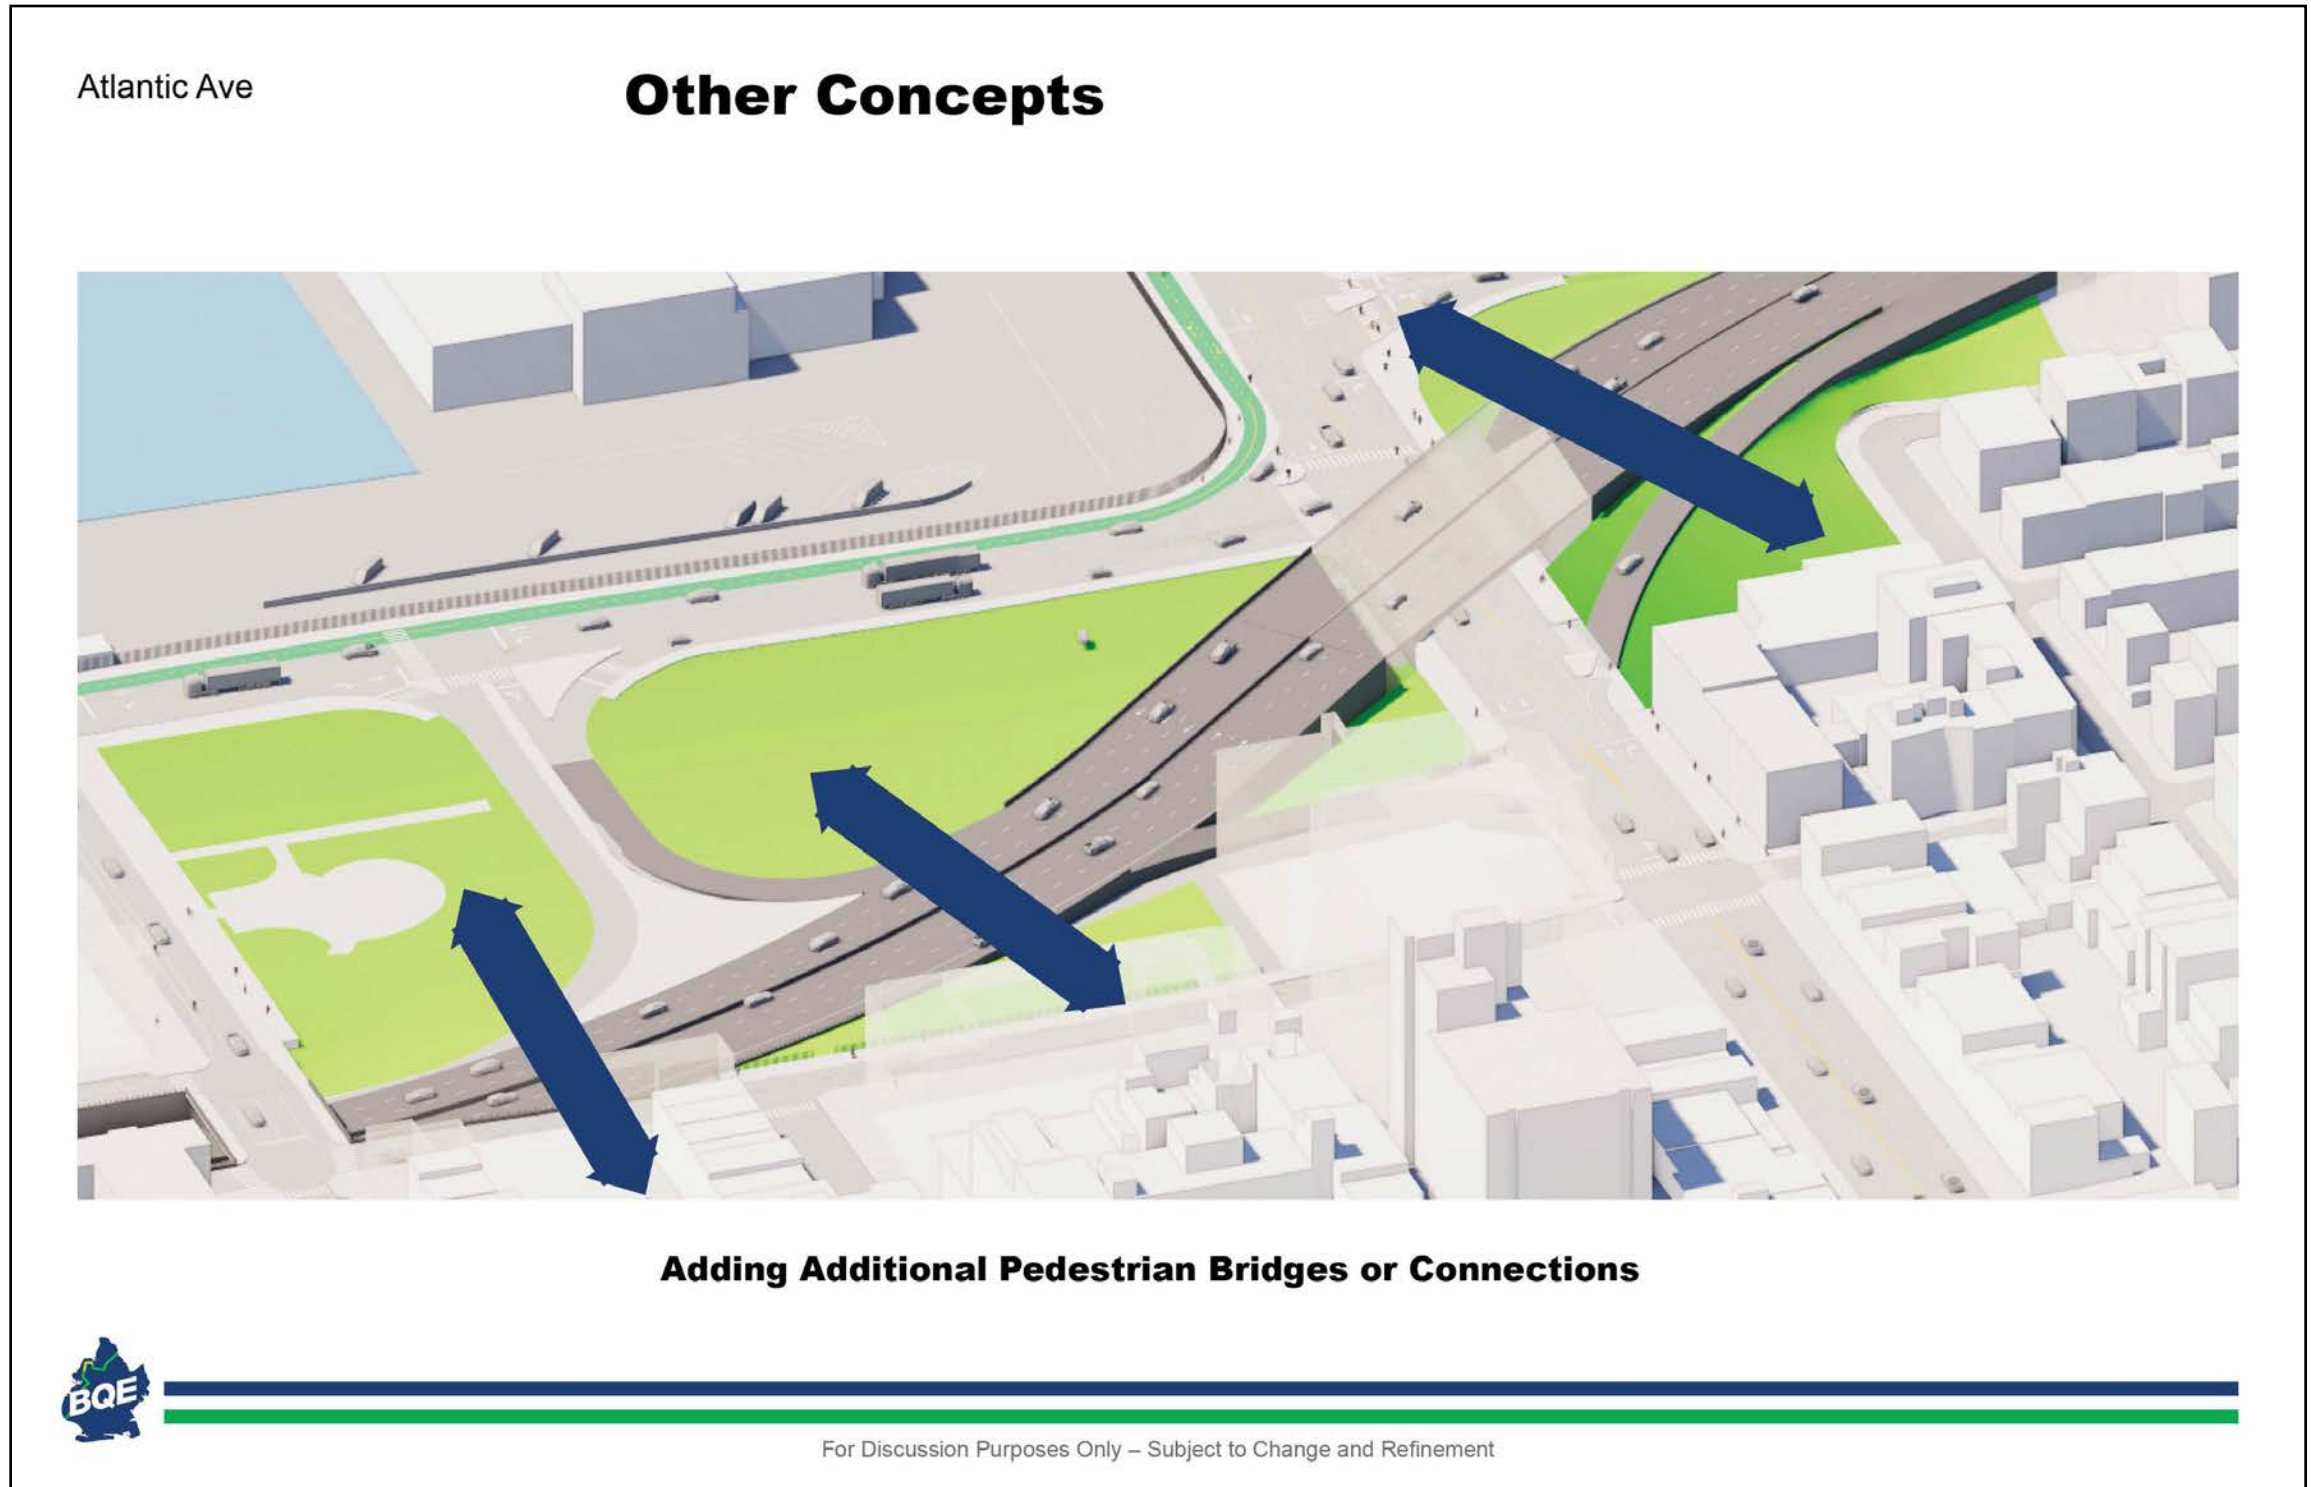 Atlantic Ave
Other Concepts
Adding Additional Pedestrian Bridges or Connections
BQE
For Discussion Purposes Only – Subject to Change and Refinement